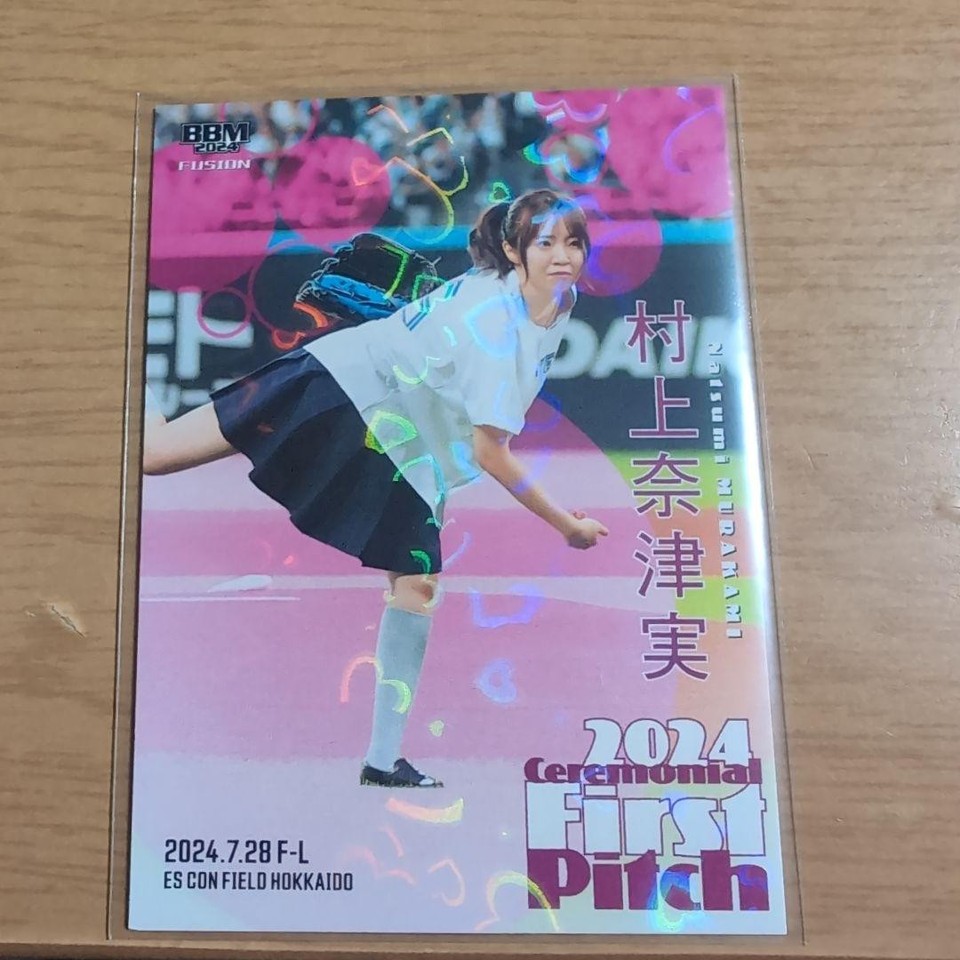 BBM
2024
FUSION
DAI
村上奈津実
Natsumi MURAKAMI
2024
Ceremonial
First
Pitch
2024.7.28 F-L
ES CON FIELD HOKKAIDO